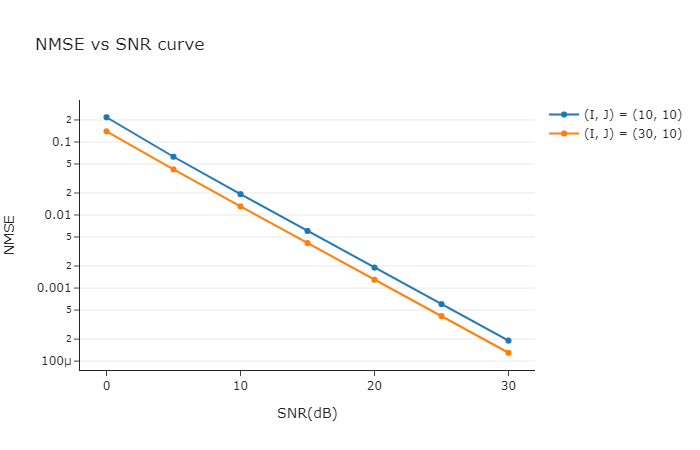 NMSE vs SNR curve
(I, J) = (10, 10)
(I, J) = (30, 10)
NMSE
2
0.1
5
2
0.01
5
2
0.001
5
2
100μ
0 10 20 30
SNR(dB)